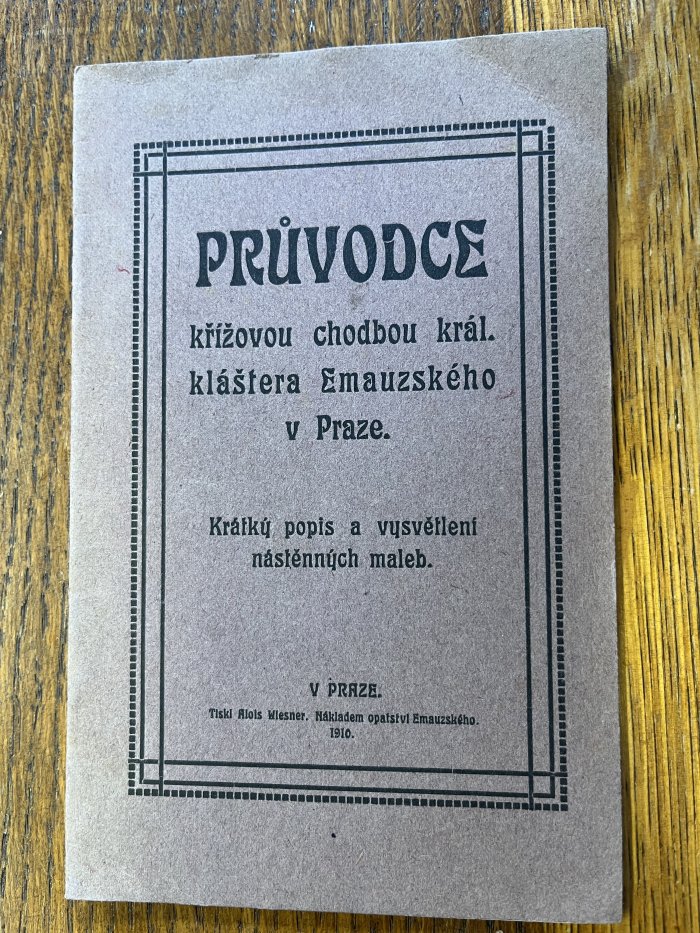 PRŮVODCE
křížovou chodbou král.
kláštera Emauzského
v Praze.
Krátký popis a vysvětlení
nástěnných maleb.
V PRAZE.
Tiskl Alois Wiesner. Nákladem opatství Emauzského.
1910.